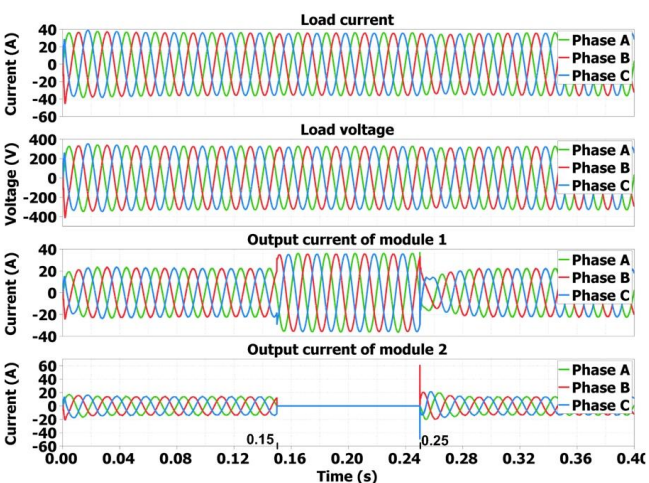 Load current
40
20
0
-20
-40
-60
Current (A)
Phase A
Phase B
Phase C
Load voltage
400
200
0
-200
-400
Voltage (V)
Phase A
Phase B
Phase C
Output current of module 1
40
20
0
-20
-40
Current (A)
Phase A
Phase B
Phase C
Output current of module 2
60
40
20
0
-20
-40
-60
Current (A)
Phase A
Phase B
Phase C
0.15
0.25
0.00 0.04 0.08 0.12 0.16 0.20 0.24 0.28 0.32 0.36 0.40
Time (s)